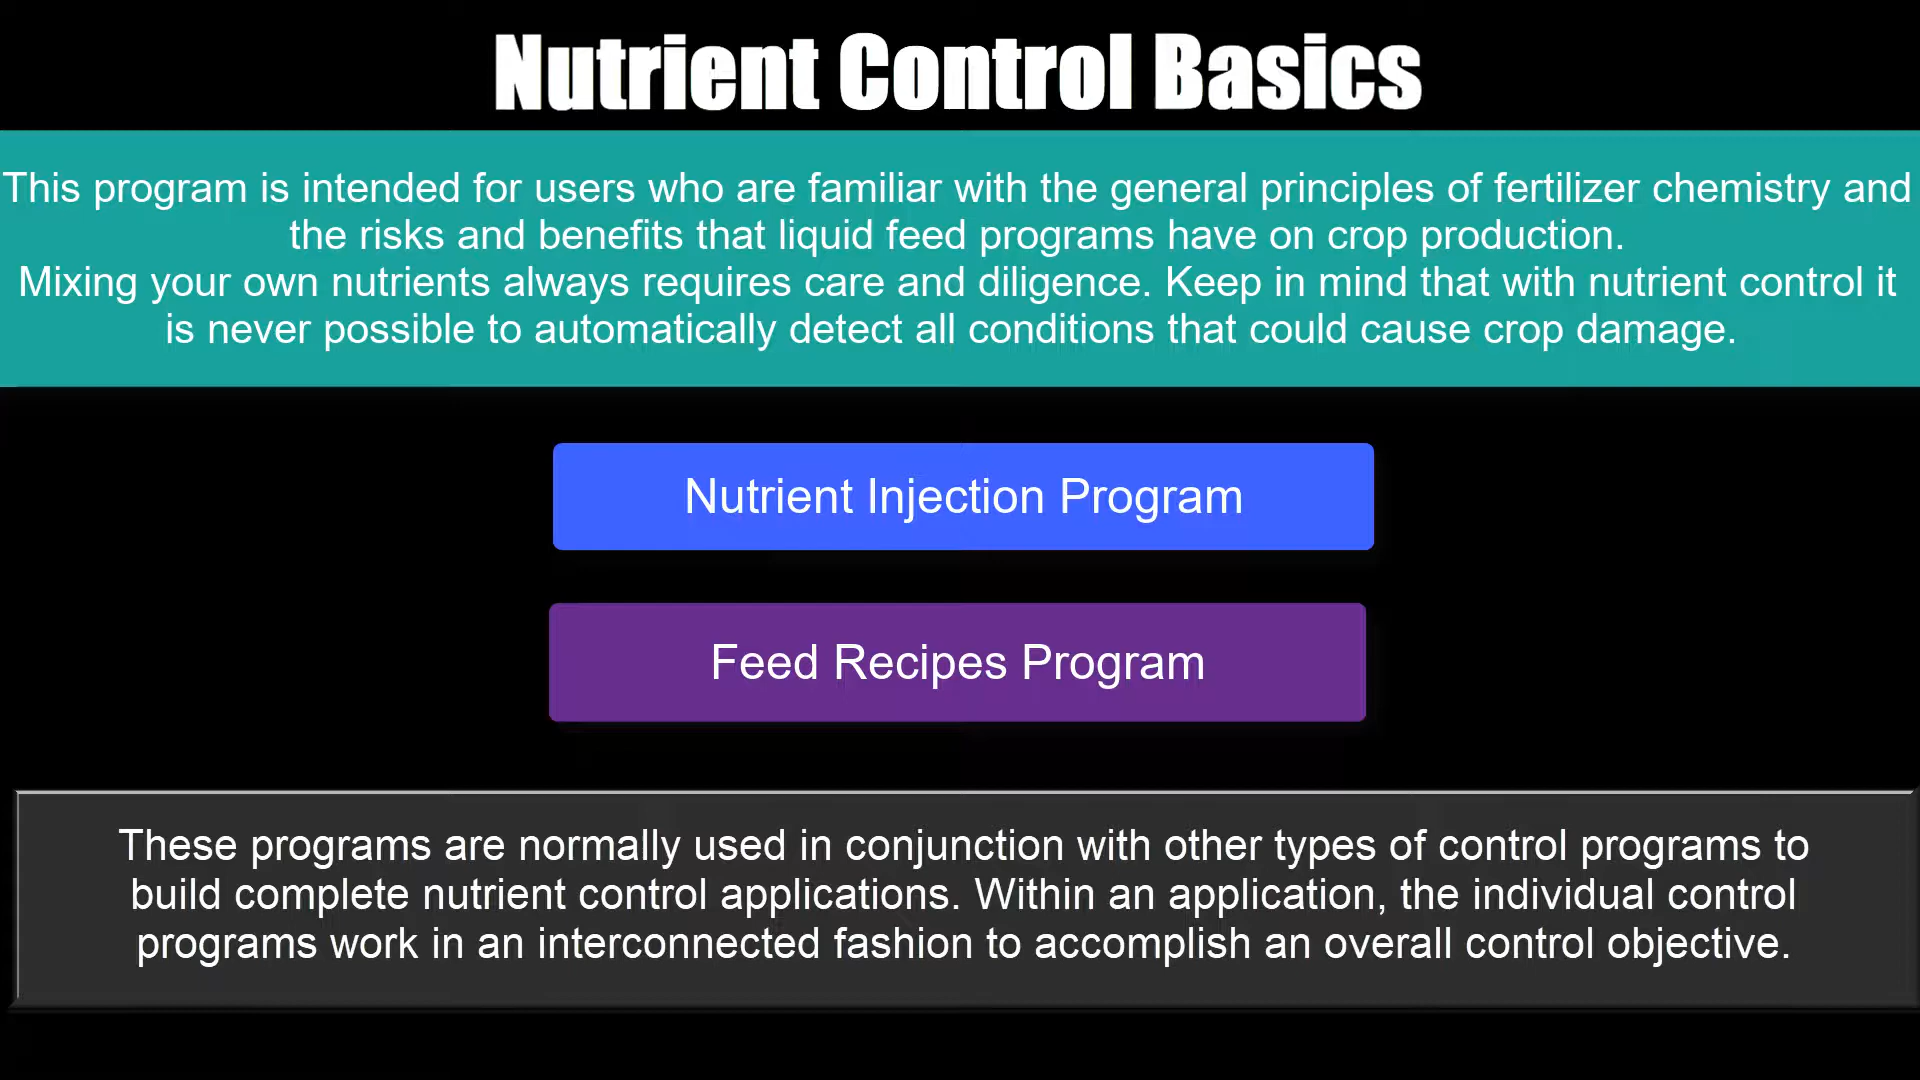 Nutrient Control Basics
This program is intended for users who are familiar with the general principles of fertilizer chemistry and
the risks and benefits that liquid feed programs have on crop production.
Mixing your own nutrients always requires care and diligence. Keep in mind that with nutrient control it
is never possible to automatically detect all conditions that could cause crop damage.
Nutrient Injection Program
Feed Recipes Program
These programs are normally used in conjunction with other types of control programs to
build complete nutrient control applications. Within an application, the individual control
programs work in an interconnected fashion to accomplish an overall control objective.